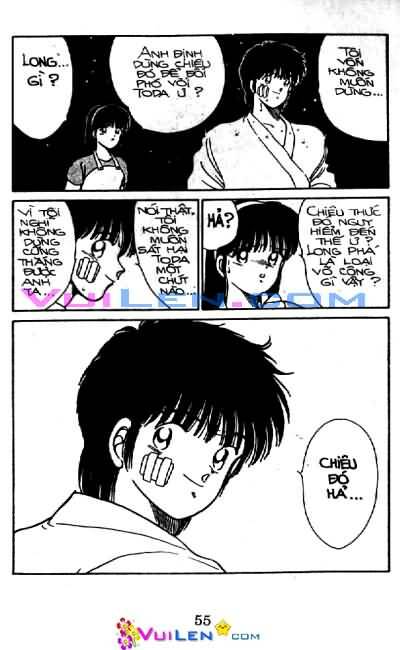 LONG...
GÌ ?
ANH ĐỊNH
DÙNG CHIÊU
ĐÓ ĐỂ ĐỐI
PHÓ VỚI
TODA Ư ?
TÔI
VỐN
KHÔNG
MUỐN
DÙNG...
VÌ TÔI
NGHĨ
KHÔNG
DÙNG
CŨNG
THẮNG
ĐƯỢC
ANH
TA...
NÓI THẬT,
TÔI
KHÔNG
MUỐN
SÁT HẠI
TODA
MỘT
CHÚT
NÀO...
HẢ?
CHIÊU THỨC
ĐÓ NGUY
HIỂM ĐẾN
THẾ Ư ?
LONG PHÁ
LÀ LOẠI
VÕ CÔNG
GÌ VẬY ?
VUILEN.COM
CHIÊU
ĐÓ
HẢ...
55
VUILEN.COM